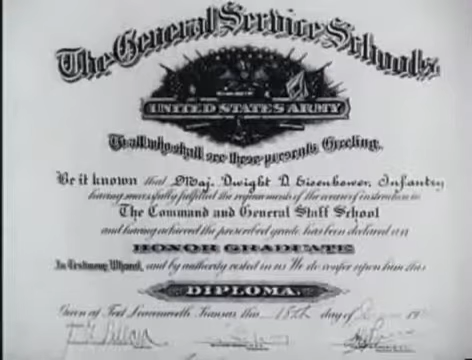 The General Service Schools
UNITED STATES ARMY
To all who shall see these presents Greeting.
Be it known that Maj. Dwight D. Eisenhower, Infantry
having successfully fulfilled the requirements of the course of instruction in
The Command and General Staff School
and having achieved the prescribed grade has been declared an
HONOR GRADUATE
In Testimony Whereof, and by authority vested in us We do confer upon him this
DIPLOMA.
Given at Fort Leavenworth Kansas this 18th day of